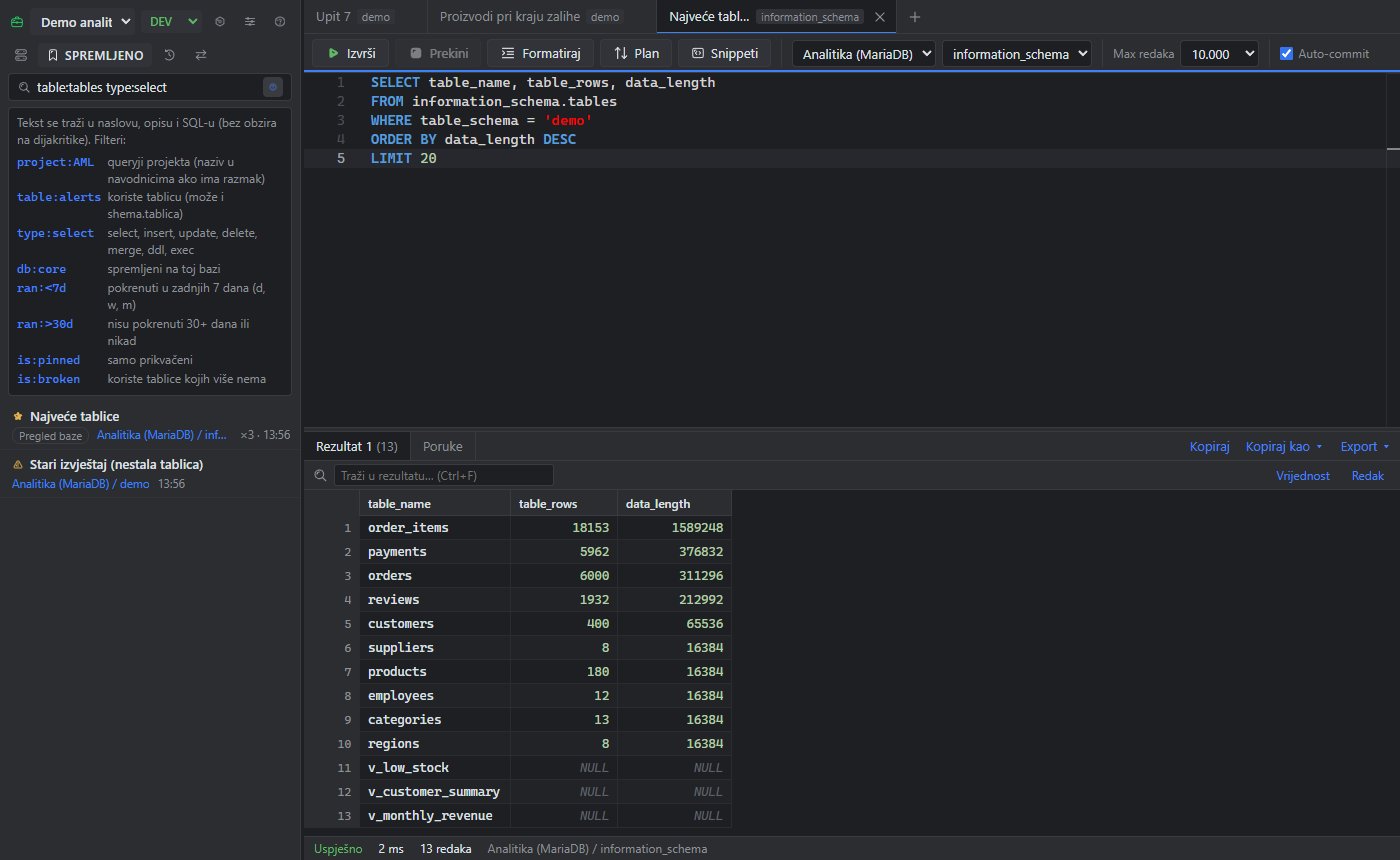 Demo analit DEV
SPREMLJENO
table:tables type:select
Tekst se traži u naslovu, opisu i SQL-u (bez obzira
na dijakritike). Filteri:
project:AML queryji projekta (naziv u
navodnicima ako ima razmak)
table:alerts koriste tablicu (može i
shema.tablica)
type:select select, insert, update, delete,
merge, ddl, exec
db:core spremljeni na toj bazi
ran:<7d pokrenuti u zadnjih 7 dana (d,
w, m)
ran:>30d nisu pokrenuti 30+ dana ili
nikad
is:pinned samo prikvačeni
is:broken koriste tablice kojih više nema
Najveće tablice
Pregled baze Analitika (MariaDB) / inf... ×3 · 13:56
Stari izvještaj (nestala tablica)
Analitika (MariaDB) / demo 13:56
Upit 7 demo Proizvodi pri kraju zalihe demo Najveće tabl... information_schema
Izvrši Prekini Formatiraj Plan Snippeti Analitika (MariaDB) information_schema Max redaka 10.000 Auto-commit
1 SELECT table_name, table_rows, data_length
2 FROM information_schema.tables
3 WHERE table_schema = 'demo'
4 ORDER BY data_length DESC
5 LIMIT 20
Rezultat 1 (13) Poruke Kopiraj Kopiraj kao Export
Traži u rezultatu... (Ctrl+F) Vrijednost Redak
table_name table_rows data_length
1 order_items 18153 1589248
2 payments 5962 376832
3 orders 6000 311296
4 reviews 1932 212992
5 customers 400 65536
6 suppliers 8 16384
7 products 180 16384
8 employees 12 16384
9 categories 13 16384
10 regions 8 16384
11 v_low_stock NULL NULL
12 v_customer_summary NULL NULL
13 v_monthly_revenue NULL NULL
Uspješno 2 ms 13 redaka Analitika (MariaDB) / information_schema